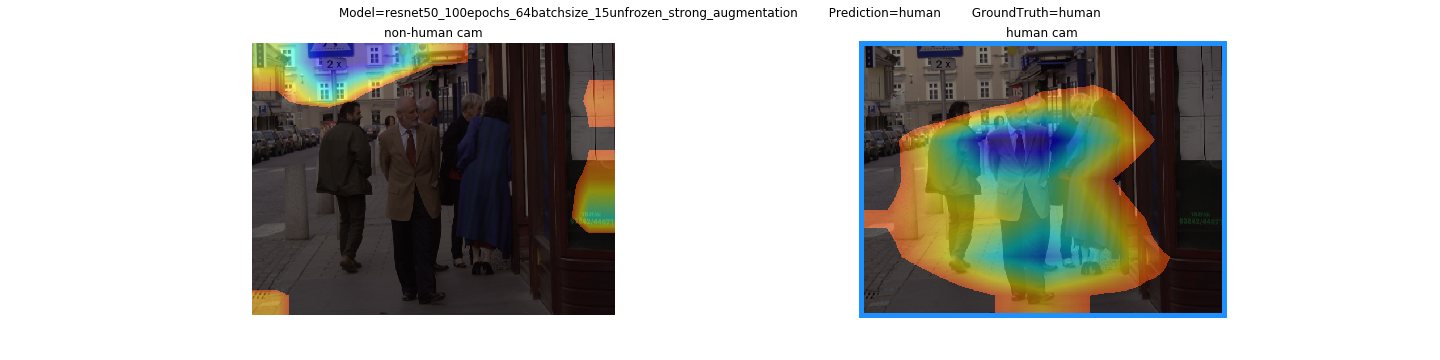 Model=resnet50_100epochs_64batchsize_15unfrozen_strong_augmentation Prediction=human GroundTruth=human
non-human cam
human cam
2 x
2 x